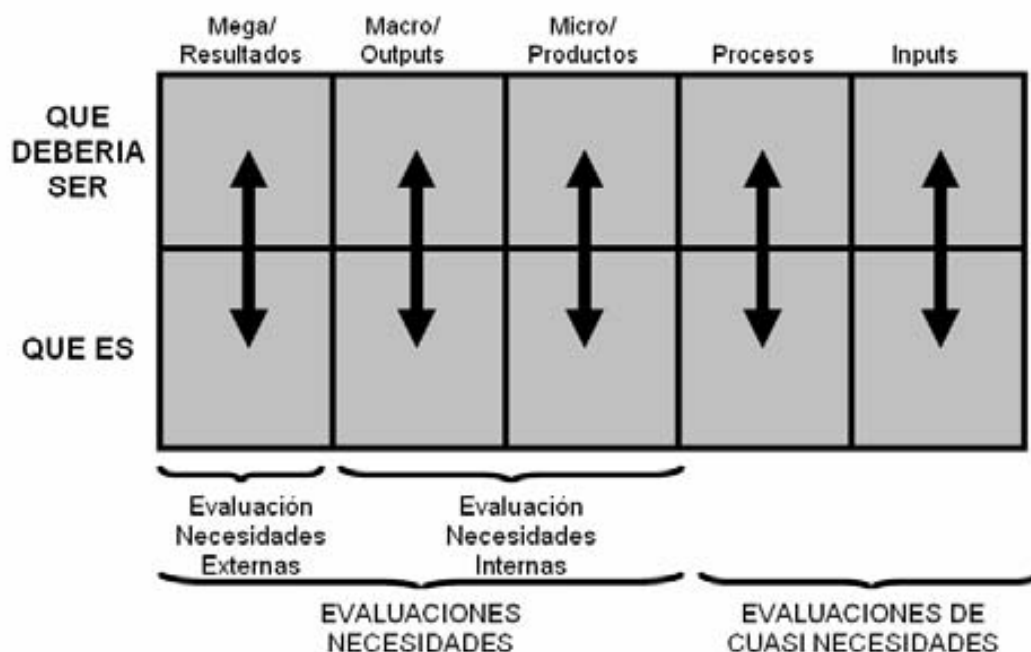 Mega/
Resultados
Macro/
Outputs
Micro/
Productos
Procesos
Inputs
QUE
DEBERIA
SER
QUE ES
Evaluación
Necesidades
Externas
Evaluación
Necesidades
Internas
EVALUACIONES
NECESIDADES
EVALUACIONES DE
CUASI NECESIDADES